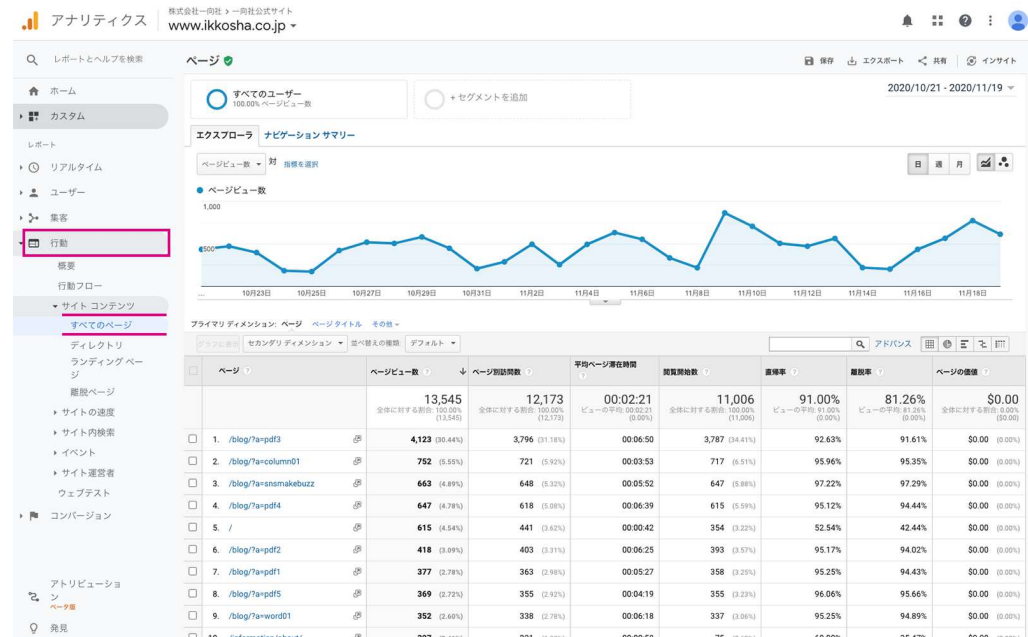 アナリティクス
株式会社一向社 > 一向社公式サイト
www.ikkosha.co.jp
レポートとヘルプを検索
ホーム
カスタム
レポート
リアルタイム
ユーザー
集客
行動
概要
行動フロー
サイト コンテンツ
すべてのページ
ディレクトリ
ランディング ペー
ジ
離脱ページ
サイトの速度
サイト内検索
イベント
サイト運営者
ウェブテスト
コンバージョン
アトリビューショ
ン
ベータ版
発見
ページ
保存 エクスポート 共有 インサイト
すべてのユーザー
100.00% ページビュー数
+ セグメントを追加
2020/10/21 - 2020/11/19
エクスプローラ ナビゲーション サマリー
ページビュー数 対 指標を選択
日 週 月
ページビュー数
1,000
500
... 10月23日 10月25日 10月27日 10月29日 10月31日 11月2日 11月4日 11月6日 11月8日 11月10日 11月12日 11月14日 11月16日 11月18日
プライマリ ディメンション: ページ ページ タイトル その他
グラフに表示 セカンダリ ディメンション 並べ替えの種類: デフォルト アドバンス
ページ ページビュー数 ページ別訪問数 平均ページ滞在時間 閲覧開始数 直帰率 離脱率 ページの価値
13,545 12,173 00:02:21 11,006 91.00% 81.26% $0.00
全体に対する割合: 100.00% 全体に対する割合: 100.00% ビューの平均: 00:02:21 全体に対する割合: 100.00% ビューの平均: 91.00% ビューの平均: 81.26% 全体に対する割合: 0.00%
(13,545) (12,173) (0.00%) (11,006) (0.00%) (0.00%) ($0.00)
1. /blog/?a=pdf3 4,123 (30.44%) 3,796 (31.18%) 00:06:50 3,787 (34.41%) 92.63% 91.61% $0.00 (0.00%)
2. /blog/?a=column01 752 (5.55%) 721 (5.92%) 00:03:53 717 (6.51%) 95.96% 95.35% $0.00 (0.00%)
3. /blog/?a=snsmakebuzz 663 (4.89%) 648 (5.32%) 00:05:52 647 (5.88%) 97.22% 97.29% $0.00 (0.00%)
4. /blog/?a=pdf4 647 (4.78%) 618 (5.08%) 00:06:39 615 (5.59%) 95.12% 94.44% $0.00 (0.00%)
5. / 615 (4.54%) 441 (3.62%) 00:00:42 354 (3.22%) 52.54% 42.44% $0.00 (0.00%)
6. /blog/?a=pdf2 418 (3.09%) 403 (3.31%) 00:06:25 393 (3.57%) 95.17% 94.02% $0.00 (0.00%)
7. /blog/?a=pdf1 377 (2.78%) 363 (2.98%) 00:05:27 358 (3.25%) 95.25% 94.43% $0.00 (0.00%)
8. /blog/?a=pdf5 369 (2.72%) 355 (2.92%) 00:04:19 355 (3.23%) 96.06% 95.66% $0.00 (0.00%)
9. /blog/?a=word01 352 (2.60%) 338 (2.78%) 00:06:18 337 (3.06%) 95.25% 94.89% $0.00 (0.00%)